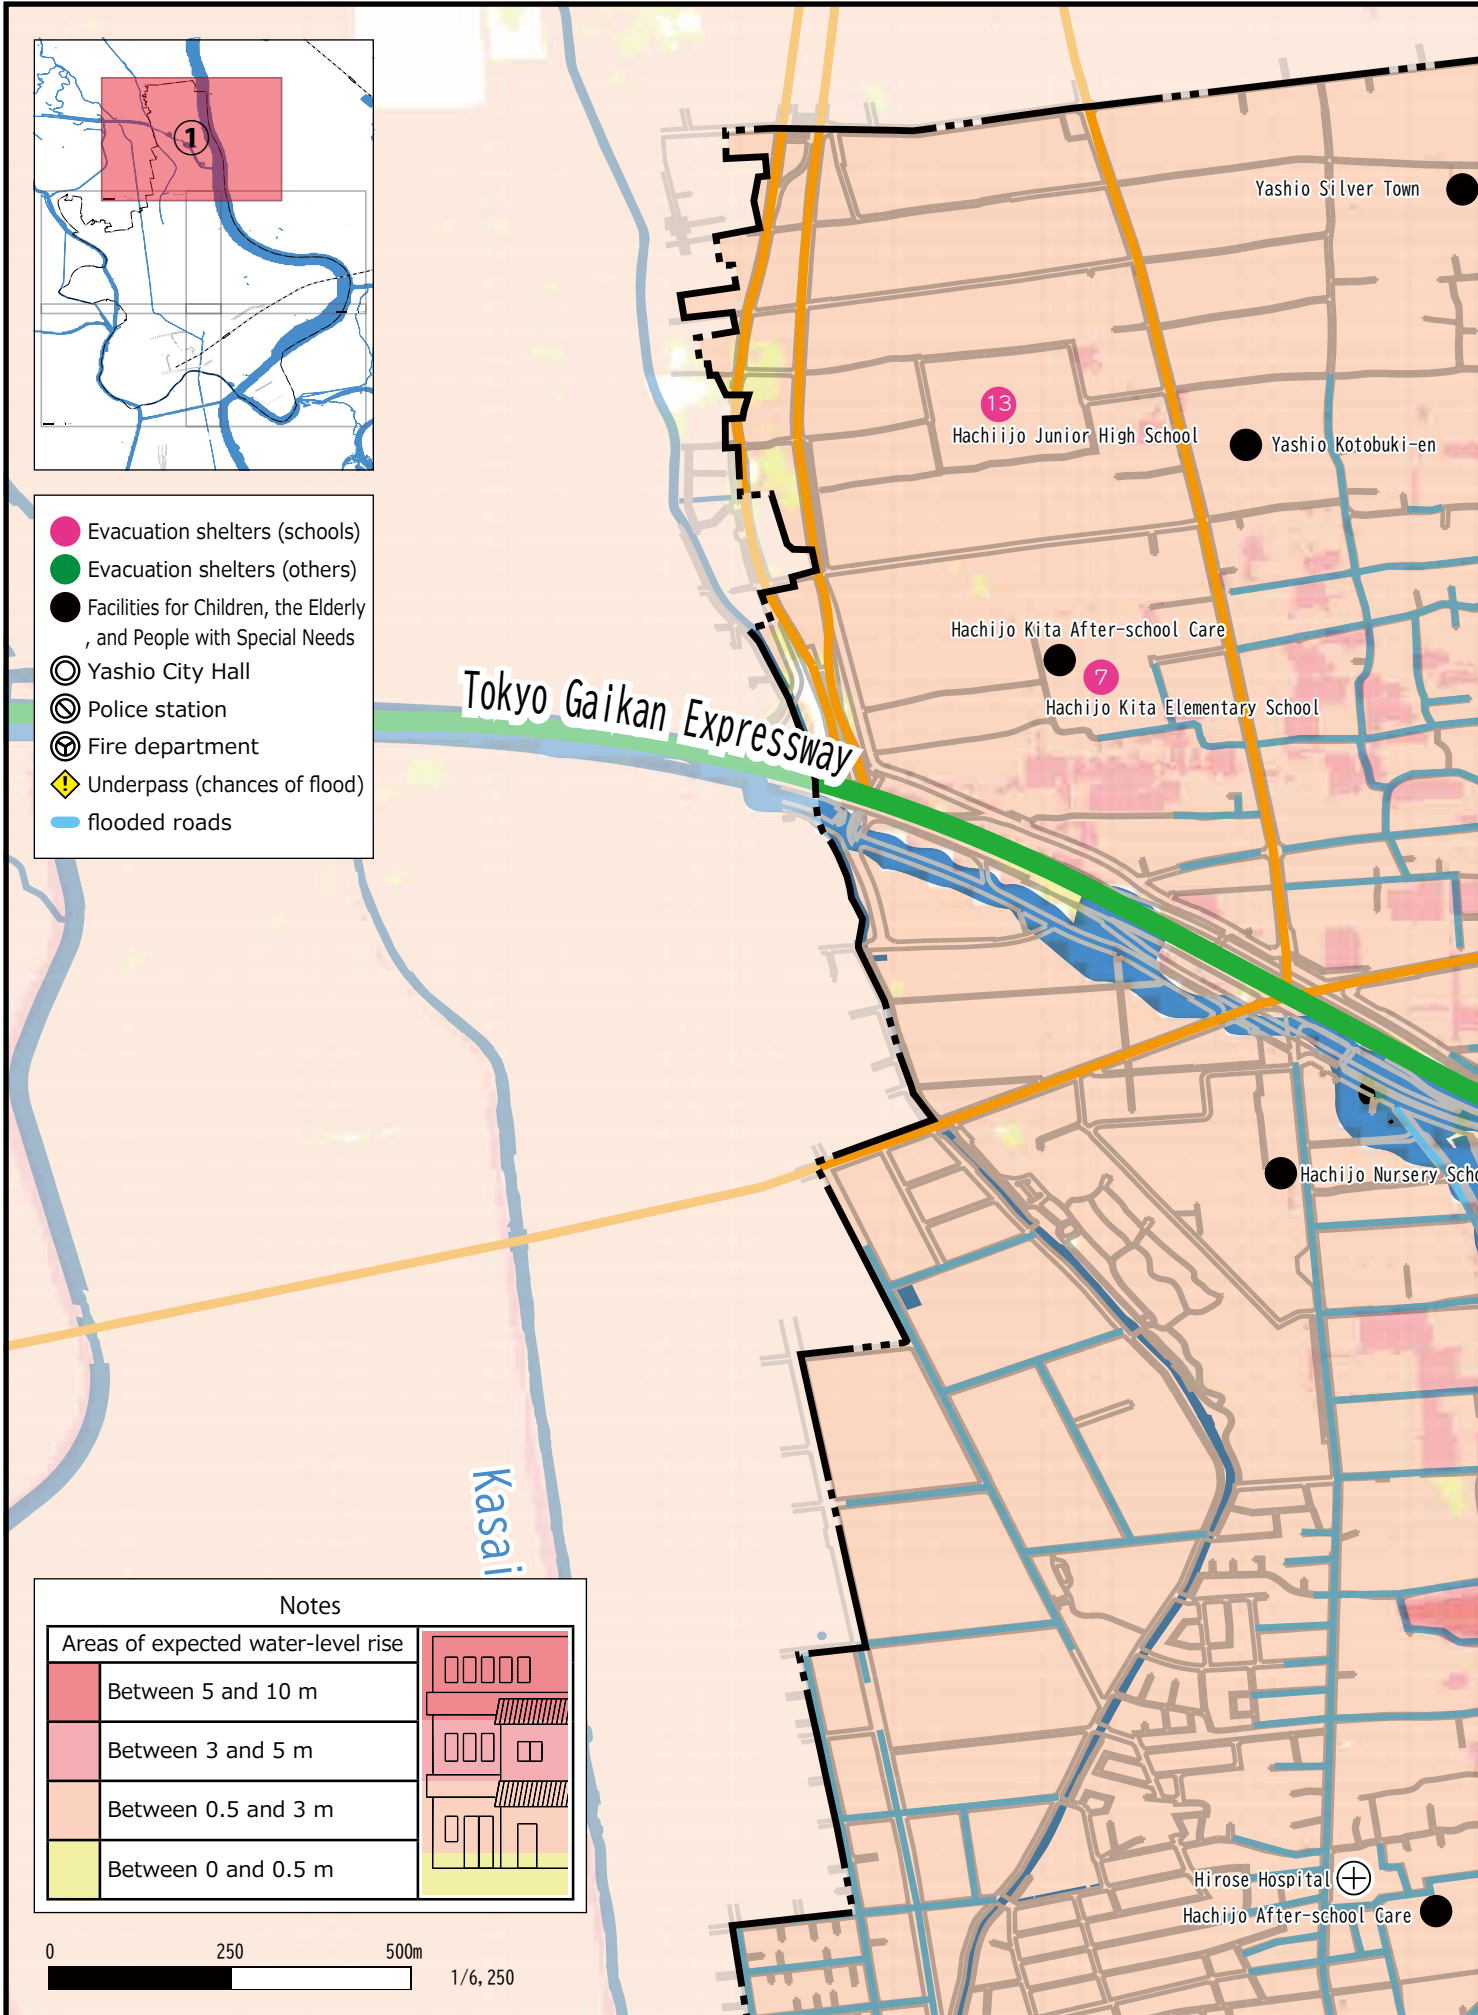 1
Evacuation shelters (schools)
Evacuation shelters (others)
Facilities for Children, the Elderly
, and People with Special Needs
Yashio City Hall
Police station
Fire department
Underpass (chances of flood)
flooded roads
Yashio Silver Town
13
Hachiijo Junior High School
Yashio Kotobuki-en
Hachijo Kita After-school Care
7
Hachijo Kita Elementary School
Tokyo Gaikan Expressway
Hachijo Nursery Scho
Kasai
Notes
Areas of expected water-level rise
Between 5 and 10 m
Between 3 and 5 m
Between 0.5 and 3 m
Between 0 and 0.5 m
Hirose Hospital
Hachijo After-school Care
0 250 500m
1/6,250